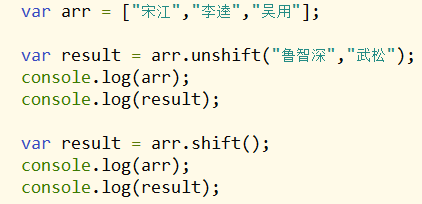 var arr = ["宋江","李逵","吴用"];
var result = arr.unshift("鲁智深","武松");
console.log(arr);
console.log(result);
var result = arr.shift();
console.log(arr);
console.log(result);